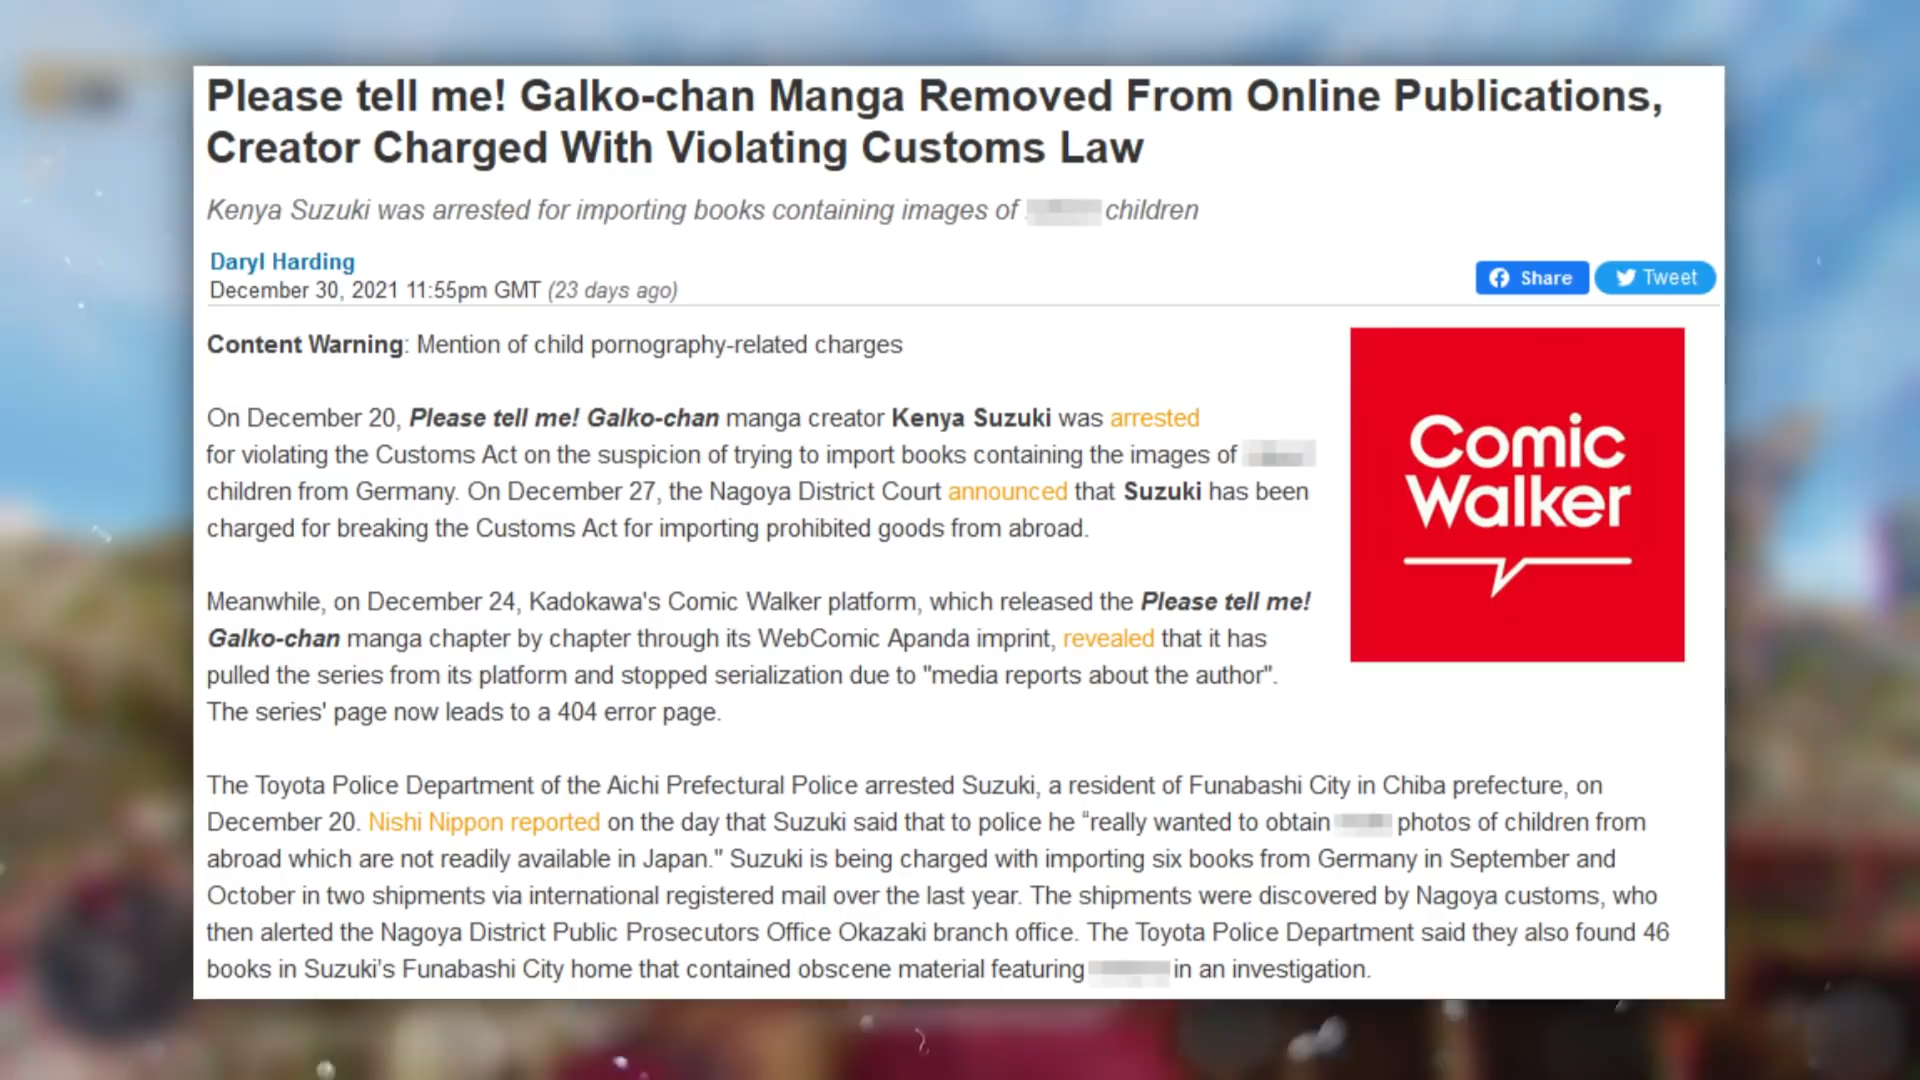 Please tell me! Galko-chan Manga Removed From Online Publications,
Creator Charged With Violating Customs Law
Kenya Suzuki was arrested for importing books containing images of children
Daryl Harding
December 30, 2021 11:55pm GMT (23 days ago)
Share
Tweet
Content Warning: Mention of child pornography-related charges
On December 20, Please tell me! Galko-chan manga creator Kenya Suzuki was arrested
for violating the Customs Act on the suspicion of trying to import books containing the images of
children from Germany. On December 27, the Nagoya District Court announced that Suzuki has been
charged for breaking the Customs Act for importing prohibited goods from abroad.
Comic
Walker
Meanwhile, on December 24, Kadokawa's Comic Walker platform, which released the Please tell me!
Galko-chan manga chapter by chapter through its WebComic Apanda imprint, revealed that it has
pulled the series from its platform and stopped serialization due to "media reports about the author".
The series' page now leads to a 404 error page.
The Toyota Police Department of the Aichi Prefectural Police arrested Suzuki, a resident of Funabashi City in Chiba prefecture, on
December 20. Nishi Nippon reported on the day that Suzuki said that to police he “really wanted to obtain photos of children from
abroad which are not readily available in Japan." Suzuki is being charged with importing six books from Germany in September and
October in two shipments via international registered mail over the last year. The shipments were discovered by Nagoya customs, who
then alerted the Nagoya District Public Prosecutors Office Okazaki branch office. The Toyota Police Department said they also found 46
books in Suzuki's Funabashi City home that contained obscene material featuring in an investigation.